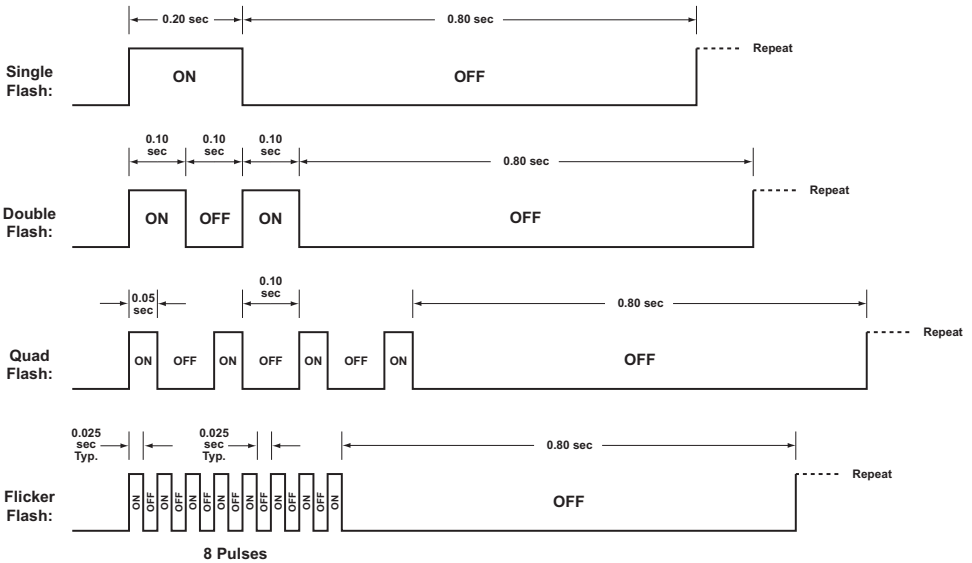 0.20 sec 0.80 sec
Repeat
Single
Flash:
ON OFF
0.10
sec
0.10
sec
0.10
sec
0.80 sec
Repeat
Double
Flash:
ON OFF ON OFF
0.05
sec
0.10
sec
0.80 sec
Repeat
Quad
Flash:
ON OFF ON OFF ON OFF ON OFF
0.025
sec
Typ.
0.025
sec
Typ.
0.80 sec
Repeat
Flicker
Flash:
ON OFF ON OFF ON OFF ON OFF ON OFF ON OFF ON OFF ON OFF
8 Pulses